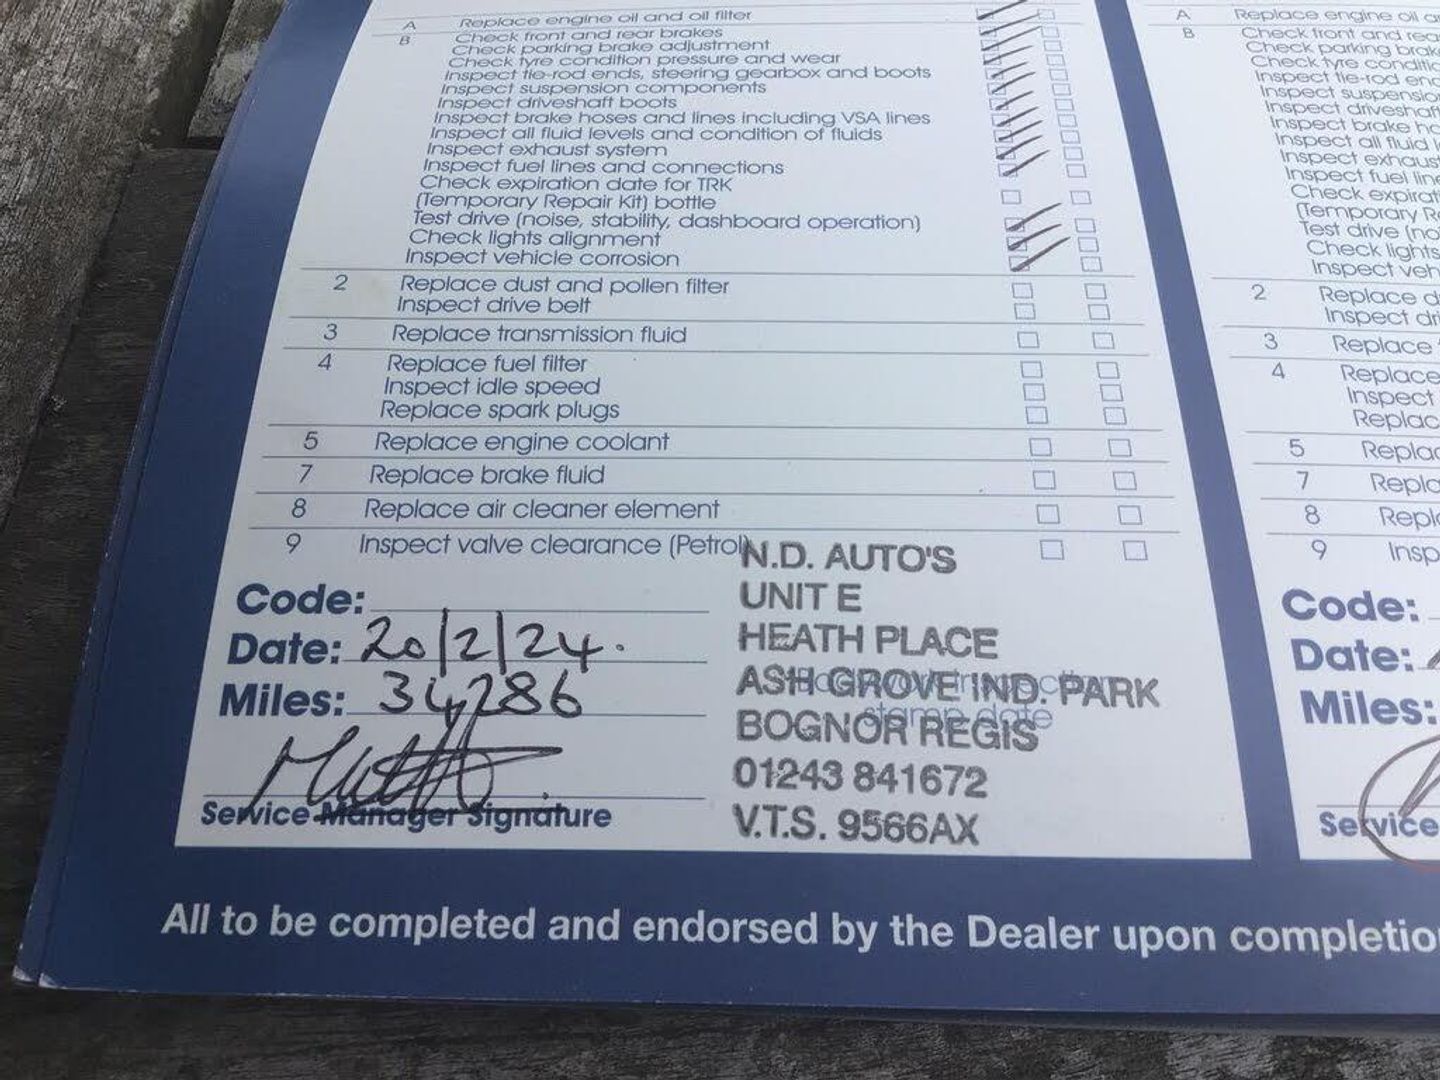 A Replace engine oil and oil filter
B Check front and rear brakes
Check parking brake adjustment
Check tyre condition pressure and wear
Inspect tie-rod ends, steering gearbox and boots
Inspect suspension components
Inspect driveshaft boots
Inspect brake hoses and lines including VSA lines
Inspect all fluid levels and condition of fluids
Inspect exhaust system
Inspect fuel lines and connections
Check expiration date for TRK
(Temporary Repair Kit) bottle
Test drive (noise, stability, dashboard operation)
Check lights alignment
Inspect vehicle corrosion
2 Replace dust and pollen filter
Inspect drive belt
3 Replace transmission fluid
4 Replace fuel filter
Inspect idle speed
Replace spark plugs
5 Replace engine coolant
7 Replace brake fluid
8 Replace air cleaner element
9 Inspect valve clearance (Petrol)
Code:
Date: 20/2/24.
Miles: 34286
Service Manager Signature
N.D. AUTO'S
UNIT E
HEATH PLACE
ASH GROVE IND. PARK
BOGNOR REGIS
stamp date
01243 841672
V.T.S. 9566AX
A Replace engine oil a
B Check front and rea
Check parking brak
Check tyre conditio
Inspect tie-rod end
Inspect suspensio
Inspect driveshaft
Inspect brake ho
Inspect all fluid l
Inspect exhaust
Inspect fuel line
Check expirat
(Temporary Re
Test drive (no
Check lights
Inspect veh
2 Replace d
Inspect dri
3 Replace
4 Replace
Inspect
Replac
5 Replac
7 Repla
8 Repl
9 Insp
Code:
Date:
Miles:
Service
All to be completed and endorsed by the Dealer upon completio